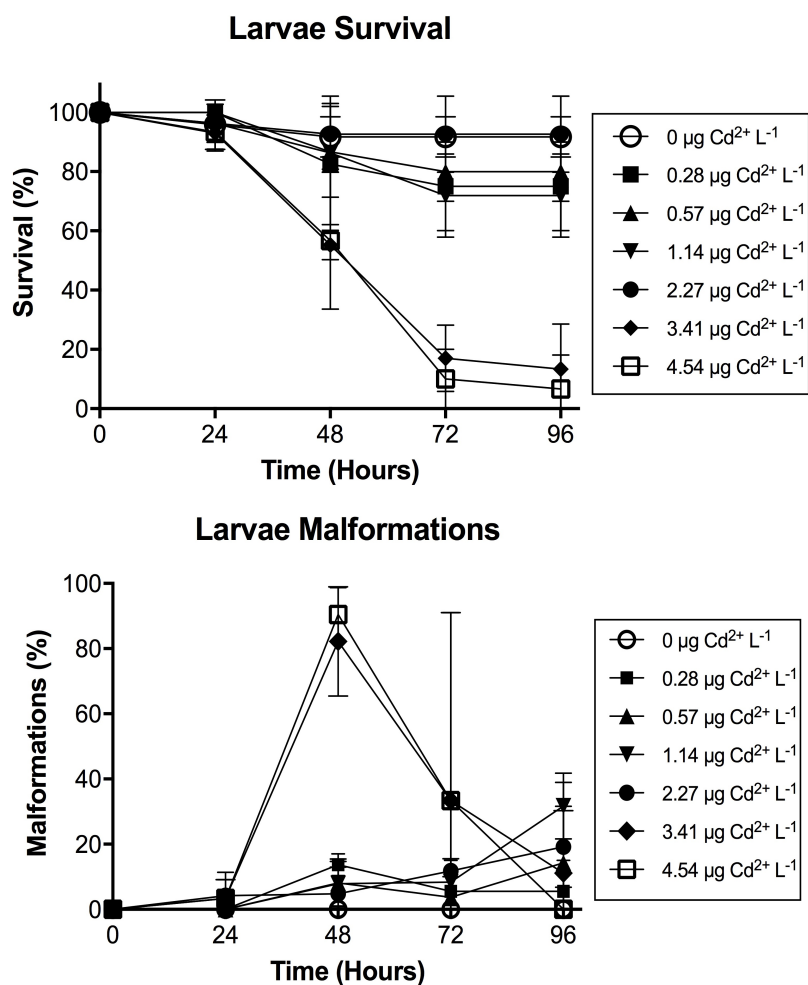 Larvae Survival
100
80
60
40
20
0
Survival (%)
0 24 48 72 96
Time (Hours)
0 µg Cd²⁺ L⁻¹
0.28 µg Cd²⁺ L⁻¹
0.57 µg Cd²⁺ L⁻¹
1.14 µg Cd²⁺ L⁻¹
2.27 µg Cd²⁺ L⁻¹
3.41 µg Cd²⁺ L⁻¹
4.54 µg Cd²⁺ L⁻¹
Larvae Malformations
100
80
60
40
20
0
Malformations (%)
0 24 48 72 96
Time (Hours)
0 µg Cd²⁺ L⁻¹
0.28 µg Cd²⁺ L⁻¹
0.57 µg Cd²⁺ L⁻¹
1.14 µg Cd²⁺ L⁻¹
2.27 µg Cd²⁺ L⁻¹
3.41 µg Cd²⁺ L⁻¹
4.54 µg Cd²⁺ L⁻¹